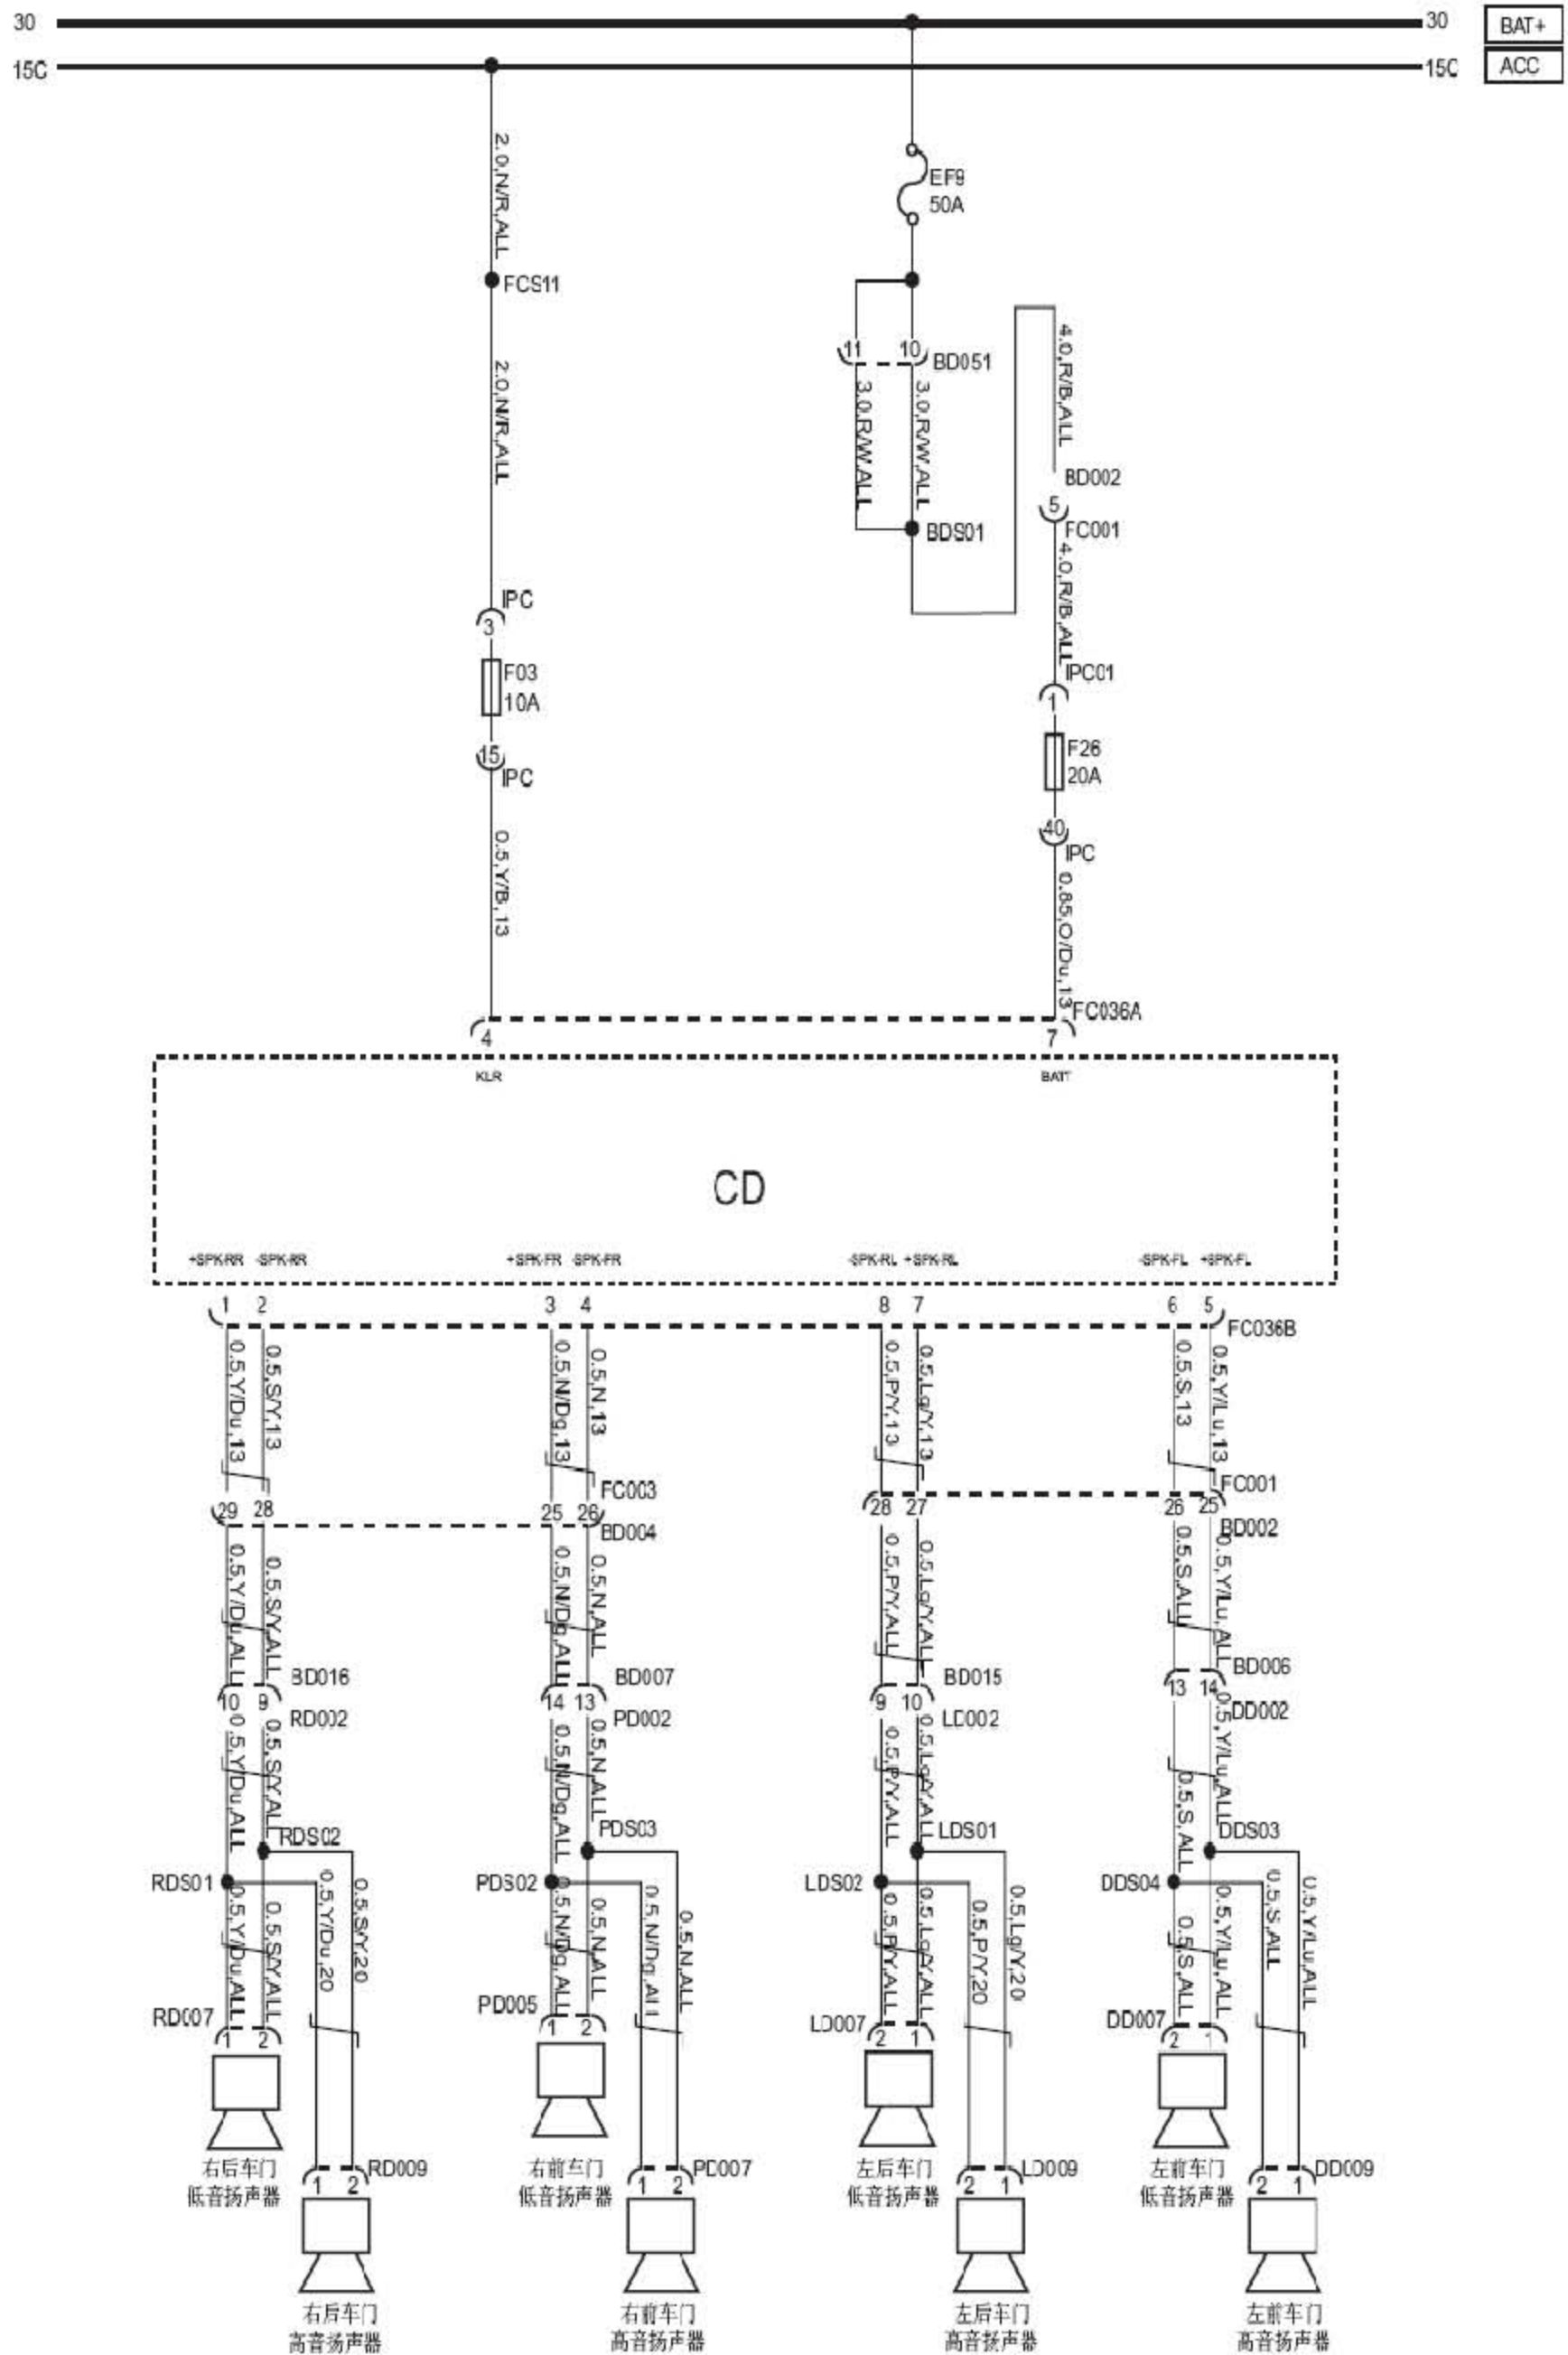 30
30
BAT+
15C
15C
ACC
2.0,N/R,ALL
EF9
50A
FCS11
2.0,N/R,ALL
11
10
BD051
3.0,R/W,ALL
3.0,R/W,ALL
4.0,R/B,ALL
BD002
5
FC001
BDS01
4.0,R/B,ALL
IPC
3
F03
10A
15
IPC
IPC01
1
F26
20A
40
IPC
0.5,Y/B,13
0.85,O/Du,13
FC036A
4
7
KLR
BATT
CD
+SPK-RR -SPK-RR
+SPK-FR -SPK-FR
-SPK-RL +SPK-RL
-SPK-FL +SPK-FL
1 2
3 4
8 7
6 5
FC036B
0.5,Y/Du,13
0.5,S/Y,13
0.5,N/Dg,13
0.5,N,13
0.5,P/Y,13
0.5,Lg/Y,13
0.5,S,13
0.5,Y/Lu,13
FC003
FC001
29 28
25 26
28 27
26 25
BD004
BD002
0.5,Y/Du,ALL
0.5,S/Y,ALL
0.5,N/Dg,ALL
0.5,N,ALL
0.5,P/Y,ALL
0.5,Lg/Y,ALL
0.5,S,ALL
0.5,Y/Lu,ALL
BD016
BD007
BD015
BD006
10 9
14 13
9 10
13 14
RD002
PD002
LD002
DD002
0.5,Y/Du,ALL
0.5,S/Y,ALL
0.5,N/Dg,ALL
0.5,N,ALL
0.5,P/Y,ALL
0.5,Lg/Y,ALL
0.5,S,ALL
0.5,Y/Lu,ALL
RDS02
PDS03
LDS01
DDS03
RDS01
PDS02
LDS02
DDS04
0.5,Y/Du,ALL
0.5,S/Y,ALL
0.5,Y/Du,20
0.5,S/Y,20
0.5,N/Dg,ALL
0.5,N,ALL
0.5,N/Dg,ALL
0.5,N,ALL
0.5,P/Y,ALL
0.5,Lg/Y,ALL
0.5,P/Y,20
0.5,Lg/Y,20
0.5,S,ALL
0.5,Y/Lu,ALL
0.5,S,ALL
0.5,Y/Lu,ALL
RD007
PD005
LD007
DD007
1 2
1 2
2 1
2 1
右后车门
低音扬声器
右前车门
低音扬声器
左后车门
低音扬声器
左前车门
低音扬声器
RD009
PD007
LD009
DD009
1 2
1 2
2 1
2 1
右后车门
高音扬声器
右前车门
高音扬声器
左后车门
高音扬声器
左前车门
高音扬声器